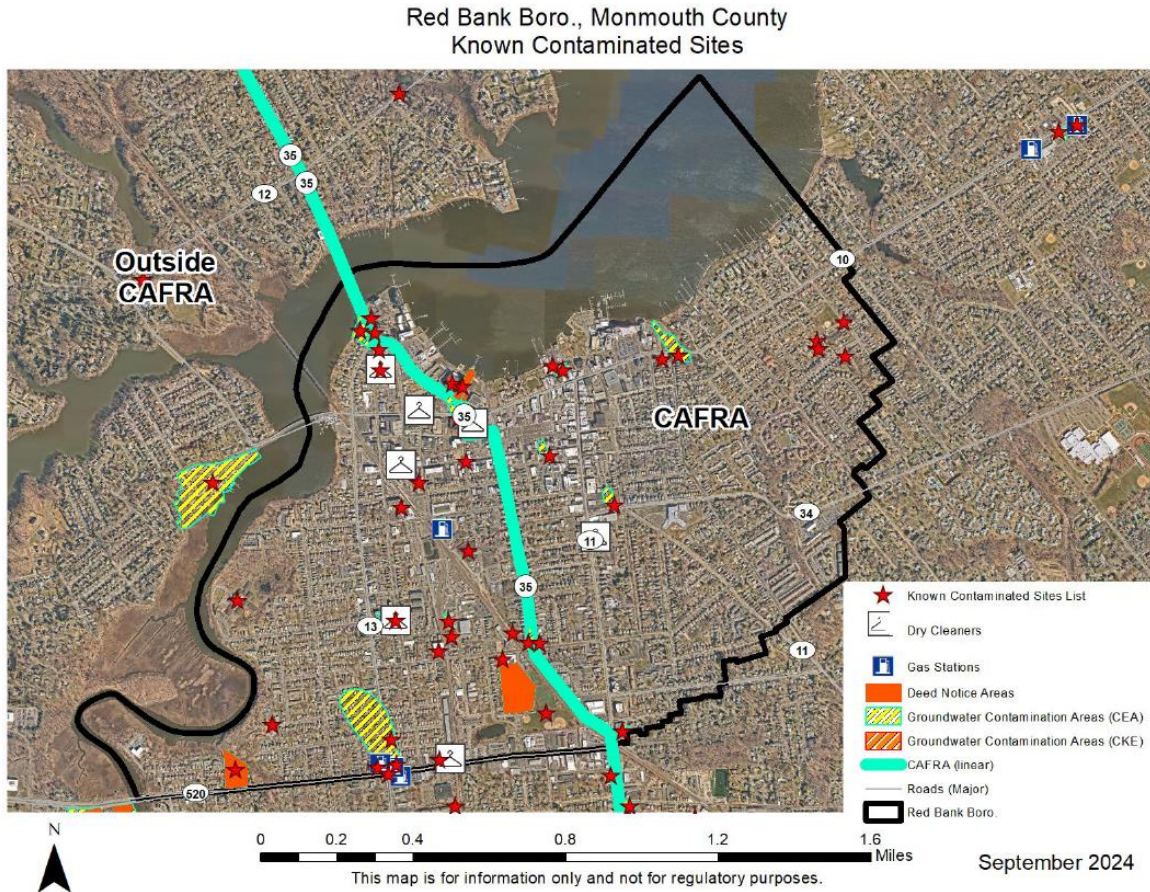 Red Bank Boro., Monmouth County
Known Contaminated Sites
35
35
12
Outside
CAFRA
10
35
CAFRA
34
11
35
13
11
520
Known Contaminated Sites List
Dry Cleaners
Gas Stations
Deed Notice Areas
Groundwater Contamination Areas (CEA)
Groundwater Contamination Areas (CKE)
CAFRA (linear)
Roads (Major)
Red Bank Boro.
N
0 0.2 0.4 0.8 1.2 1.6
Miles
This map is for information only and not for regulatory purposes.
September 2024